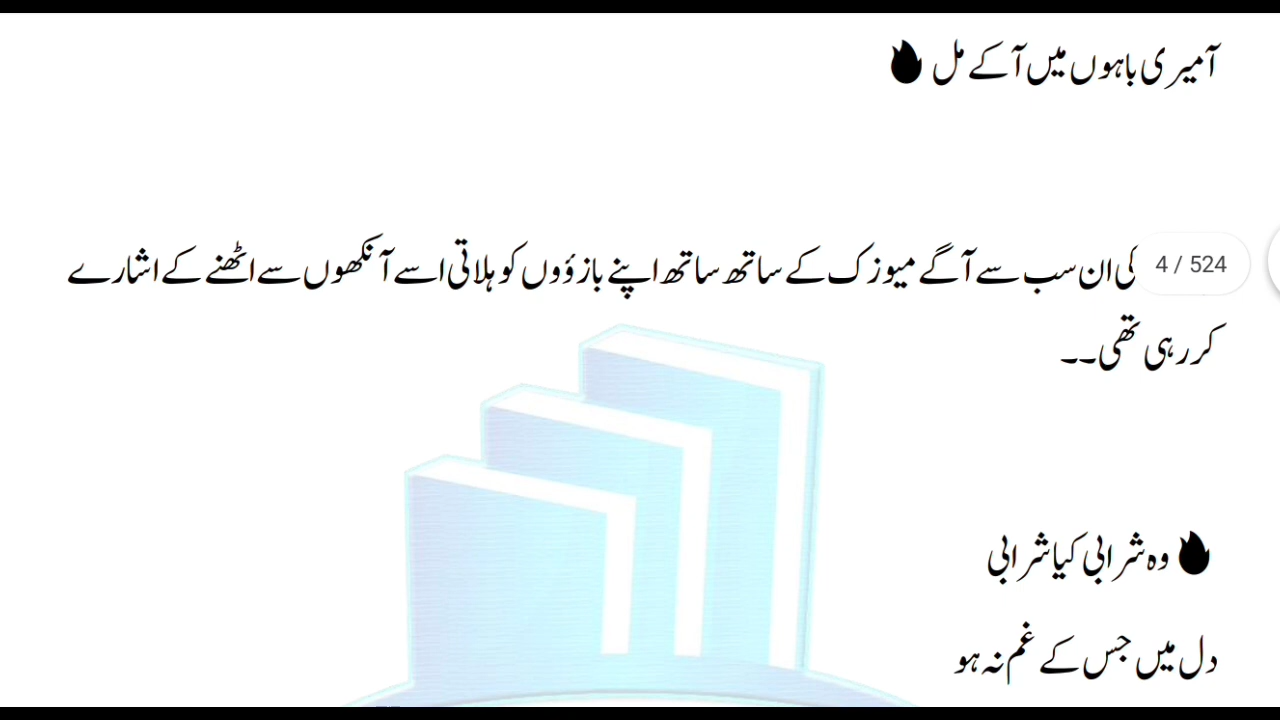 آ میری باہوں میں آ کے مل 🔥
کی ان سب سے آگے میوزک کے ساتھ ساتھ اپنے بازؤوں کو ہلاتی اسے آنکھوں سے اٹھنے کے اشارے
4 / 524
کر رہی تھی۔۔
🔥 وہ شرابی کیا شرابی
دل میں جس کے غم نہ ہو